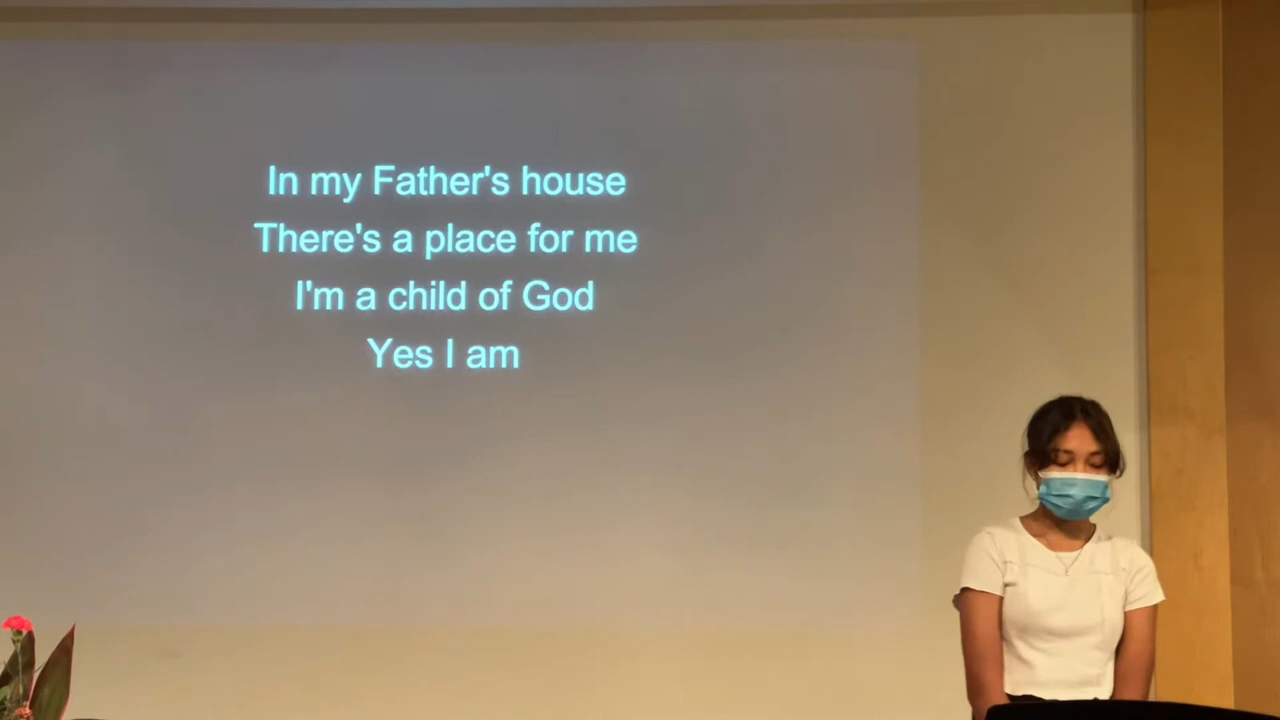 In my Father's house
There's a place for me
I'm a child of God
Yes I am